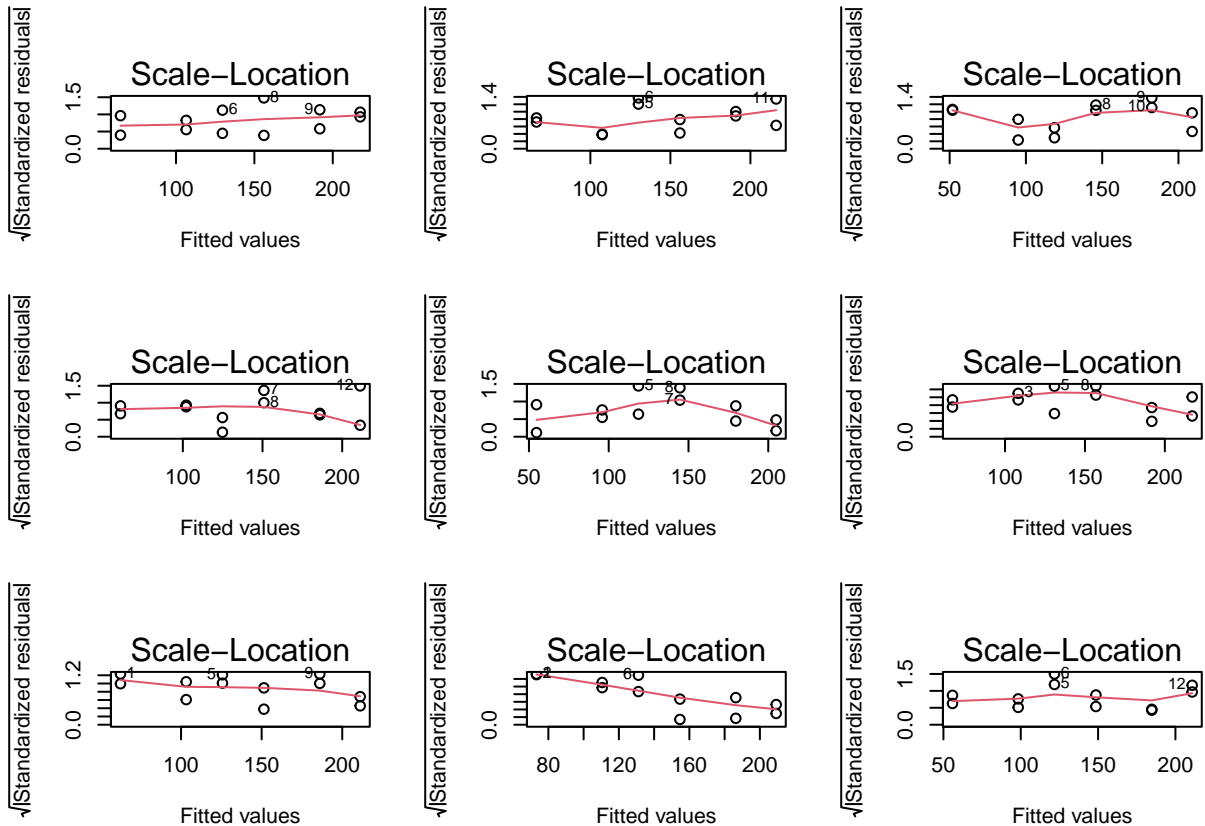 Scale−Location
√|Standardized residuals|
1.5
0.0
6
8
9
100 150 200
Fitted values
Scale−Location
√|Standardized residuals|
1.4
0.0
6
5
11
100 150 200
Fitted values
Scale−Location
√|Standardized residuals|
1.4
0.0
9
8
10
50 100 150 200
Fitted values
Scale−Location
√|Standardized residuals|
1.5
0.0
7
8
12
100 150 200
Fitted values
Scale−Location
√|Standardized residuals|
1.5
0.0
5
8
7
50 100 150 200
Fitted values
Scale−Location
√|Standardized residuals|
0.0
3
5
8
100 150 200
Fitted values
Scale−Location
√|Standardized residuals|
1.2
0.0
1
5
9
100 150 200
Fitted values
Scale−Location
√|Standardized residuals|
0.0
6
80 120 160 200
Fitted values
Scale−Location
√|Standardized residuals|
1.5
0.0
6
5
12
50 100 150 200
Fitted values